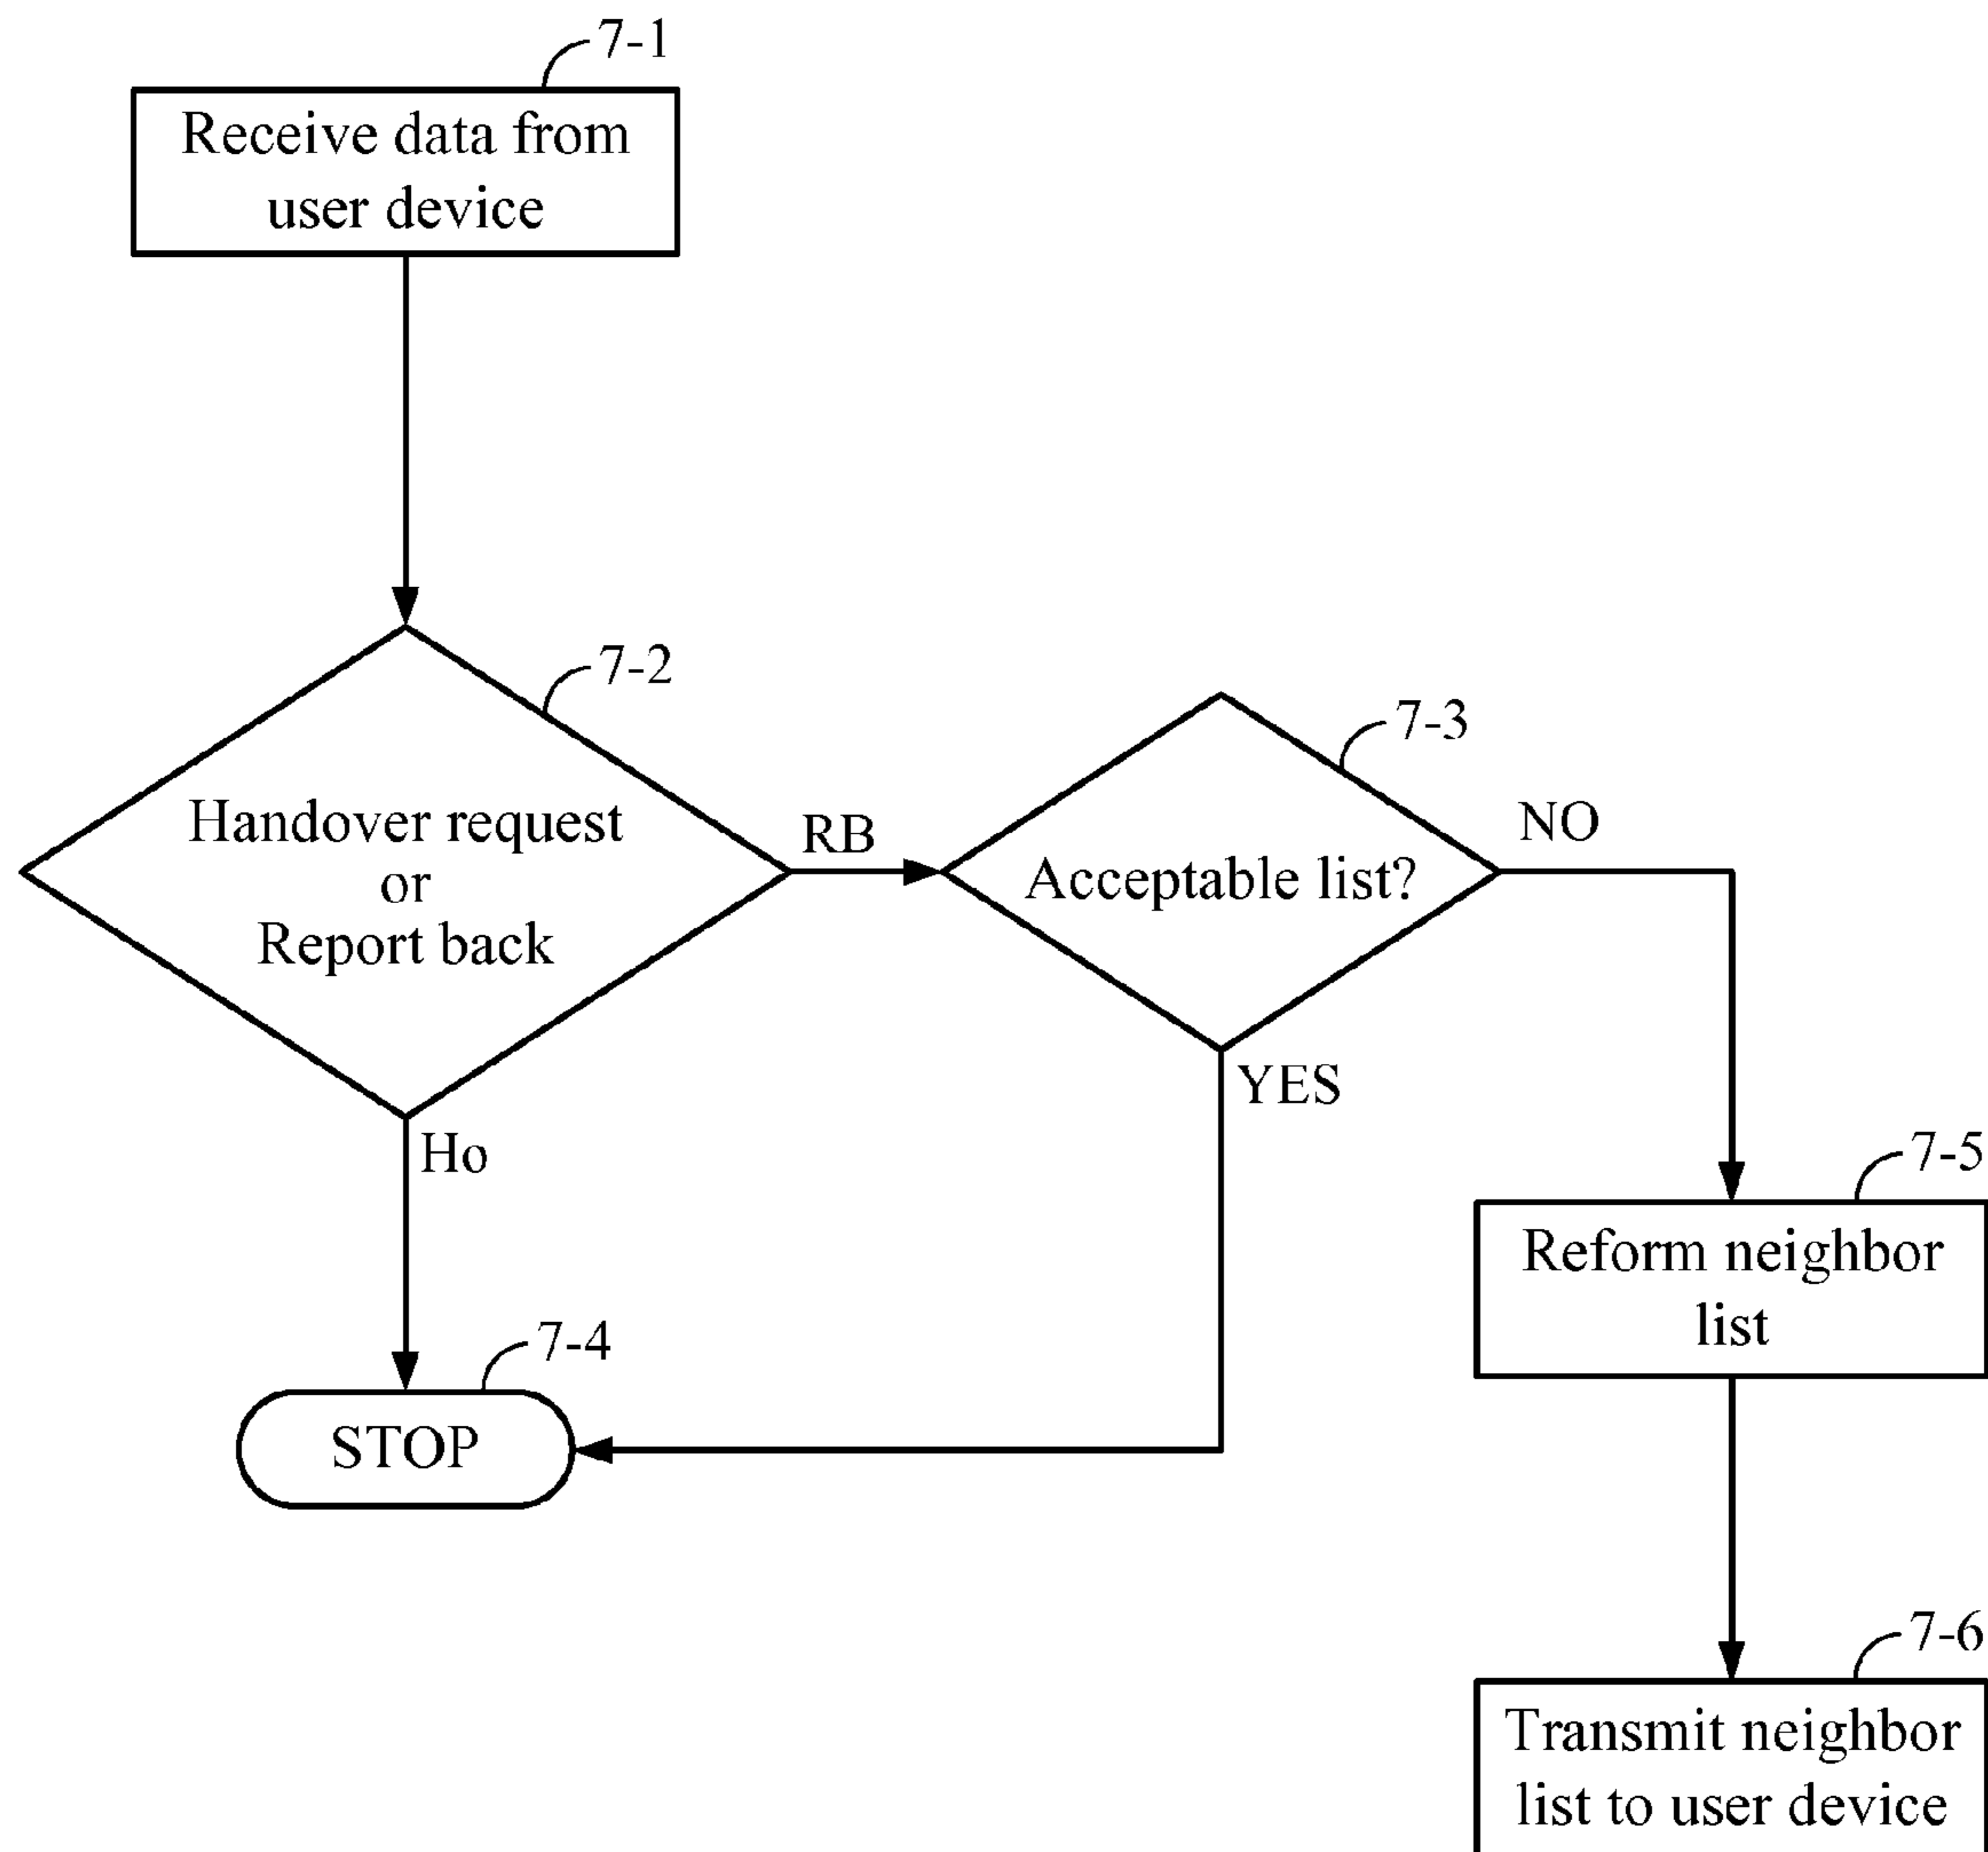 7-1
Receive data from
user device
7-2
Handover request
or
Report back
RB
7-3
Acceptable list?
NO
YES
Ho
7-4
STOP
7-5
Reform neighbor
list
7-6
Transmit neighbor
list to user device